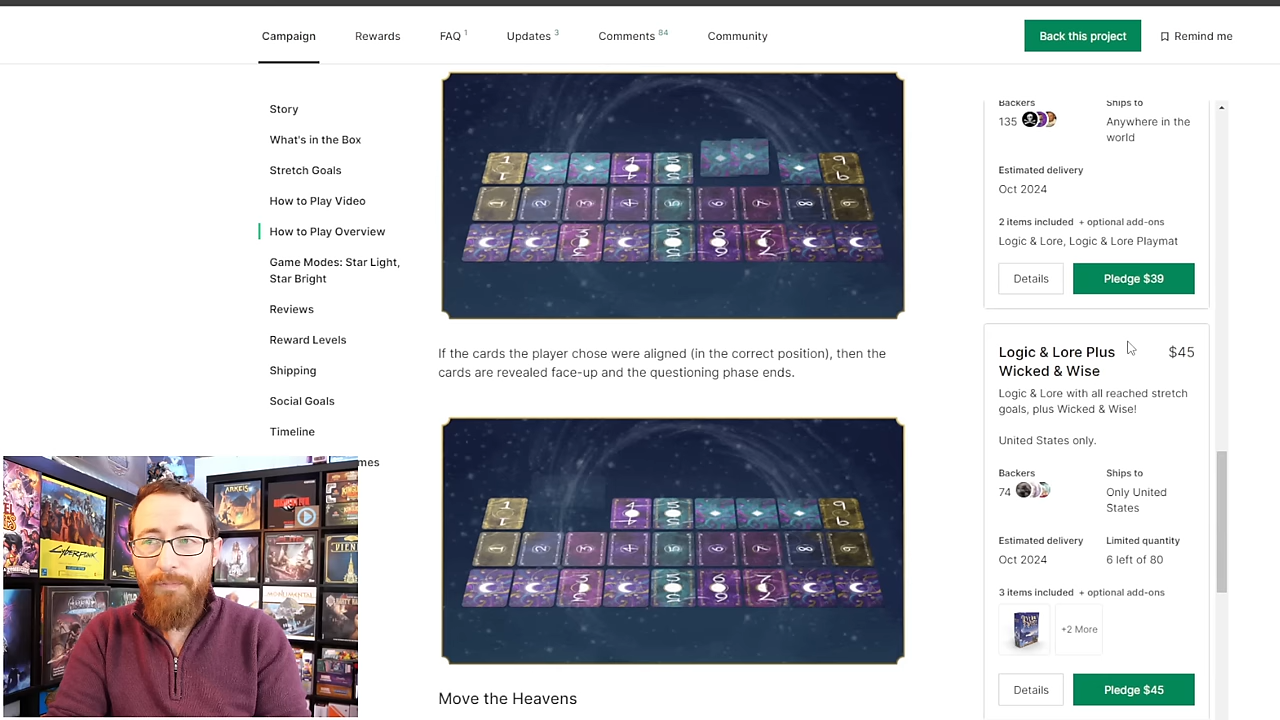 Campaign
Rewards
FAQ 1
Updates 3
Comments 84
Community
Back this project
Remind me
Story
What's in the Box
Stretch Goals
How to Play Video
How to Play Overview
Game Modes: Star Light,
Star Bright
Reviews
Reward Levels
Shipping
Social Goals
Timeline
mes
If the cards the player chose were aligned (in the correct position), then the
cards are revealed face-up and the questioning phase ends.
Move the Heavens
Backers
135
Ships to
Anywhere in the
world
Estimated delivery
Oct 2024
2 items included + optional add-ons
Logic & Lore, Logic & Lore Playmat
Details
Pledge $39
Logic & Lore Plus
Wicked & Wise
$45
Logic & Lore with all reached stretch
goals, plus Wicked & Wise!
United States only.
Backers
74
Ships to
Only United
States
Estimated delivery
Oct 2024
Limited quantity
6 left of 80
3 items included + optional add-ons
+2 More
Details
Pledge $45
CYBERPUNK
ARKEIS